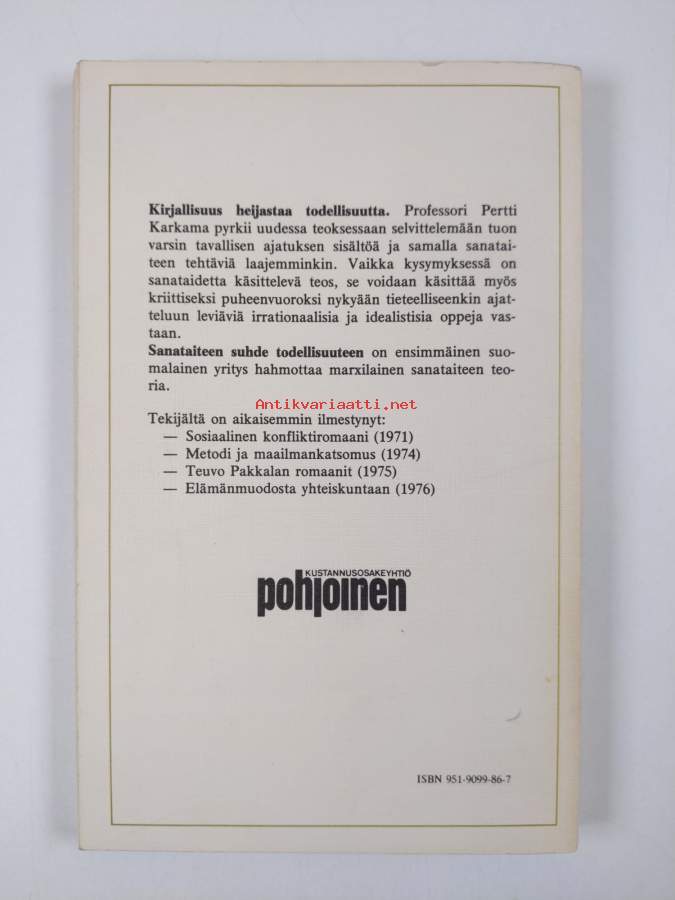 Kirjallisuus heijastaa todellisuutta. Professori Pertti
Karkama pyrkii uudessa teoksessaan selvittelemään tuon
varsin tavallisen ajatuksen sisältöä ja samalla sanatai-
teen tehtäviä laajemminkin. Vaikka kysymyksessä on
sanataidetta käsittelevä teos, se voidaan käsittää myös
kriittiseksi puheenvuoroksi nykyään tieteelliseenkin ajat-
teluun leviäviä irrationaalisia ja idealistisia oppeja vas-
taan.
Sanataiteen suhde todellisuuteen on ensimmäinen suo-
malainen yritys hahmottaa marxilainen sanataiteen teo-
ria.
Antikvariaatti.net
Tekijältä on aikaisemmin ilmestynyt:
— Sosiaalinen konfliktiromaani (1971)
— Metodi ja maailmankatsomus (1974)
— Teuvo Pakkalan romaanit (1975)
— Elämänmuodosta yhteiskuntaan (1976)
KUSTANNUSOSAKEYHTIÖ
pohjoinen
ISBN 951-9099-86-7